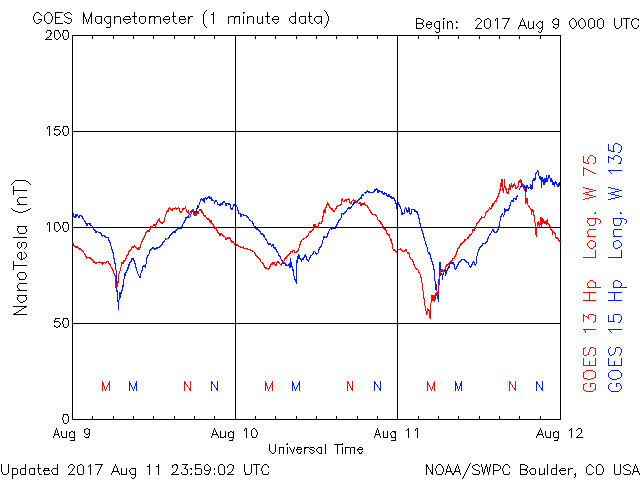 GOES Magnetometer (1 minute data)
Begin: 2017 Aug 9 0000 UTC
200
150
100
50
0
NanoTesla (nT)
M M N N M M N N M M N N
Aug 9 Aug 10 Aug 11 Aug 12
Universal Time
GOES 13 Hp Long. W 75
GOES 15 Hp Long. W 135
Updated 2017 Aug 11 23:59:02 UTC
NOAA/SWPC Boulder, CO USA